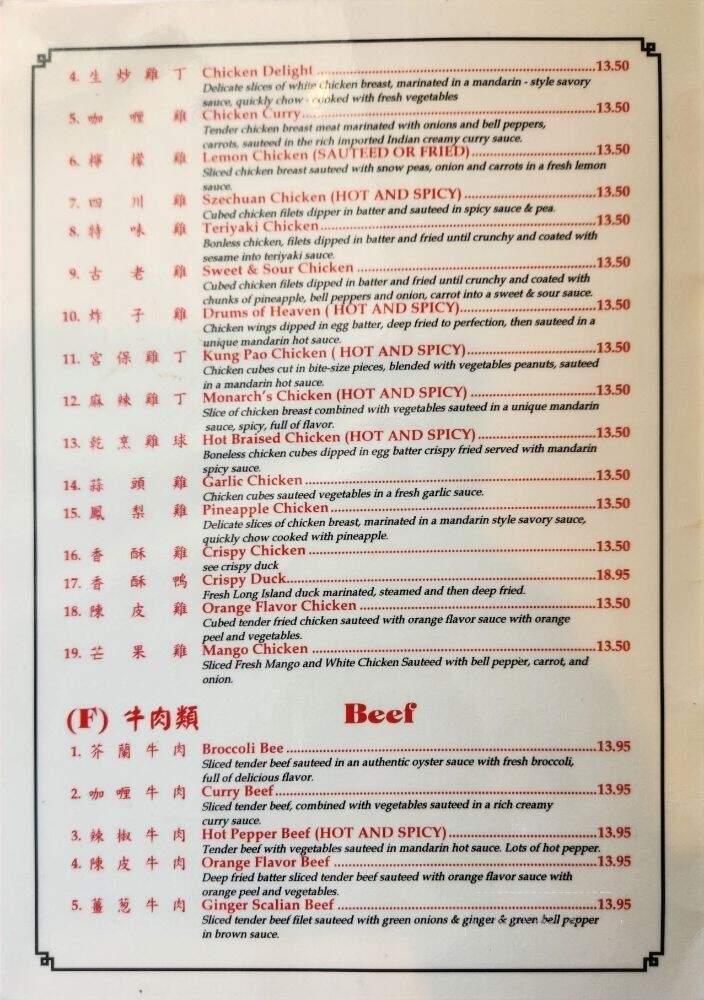 4. 生炒雞丁 Chicken Delight 13.50
Delicate slices of white chicken breast, marinated in a mandarin - style savory
sauce, quickly chow - cooked with fresh vegetables
5. 咖喱雞 Chicken Curry 13.50
Tender chicken breast meat marinated with onions and bell peppers,
carrots, sauteed in the rich imported Indian creamy curry sauce.
6. 檸檬雞 Lemon Chicken (SAUTEED OR FRIED) 13.50
Sliced chicken breast sauteed with snow peas, onion and carrots in a fresh lemon
sauce.
7. 四川雞 Szechuan Chicken (HOT AND SPICY) 13.50
Cubed chicken filets dipper in batter and sauteed in spicy sauce & pea.
8. 特味雞 Teriyaki Chicken 13.50
Bonless chicken, filets dipped in batter and fried until crunchy and coated with
sesame into teriyaki sauce.
9. 古老雞 Sweet & Sour Chicken 13.50
Cubed chicken filets dipped in batter and fried until crunchy and coated with
chunks of pineapple, bell peppers and onion, carrot into a sweet & sour sauce.
10. 炸子雞 Drums of Heaven ( HOT AND SPICY) 13.50
Chicken wings dipped in egg batter, deep fried to perfection, then sauteed in a
unique mandarin hot sauce.
11. 宮保雞丁 Kung Pao Chicken ( HOT AND SPICY) 13.50
Chicken cubes cut in bite-size pieces, blended with vegetables peanuts, sauteed
in a mandarin hot sauce.
12. 麻辣雞丁 Monarch's Chicken (HOT AND SPICY) 13.50
Slice of chicken breast combined with vegetables sauteed in a unique mandarin
sauce, spicy, full of flavor.
13. 乾烹雞球 Hot Braised Chicken (HOT AND SPICY) 13.50
Boneless chicken cubes dipped in egg batter crispy fried served with mandarin
spicy sauce.
14. 蒜頭雞 Garlic Chicken 13.50
Chicken cubes sauteed vegetables in a fresh garlic sauce.
15. 鳳梨雞 Pineapple Chicken 13.50
Delicate slices of chicken breast, marinated in a mandarin style savory sauce,
quickly chow cooked with pineapple.
16. 香酥雞 Crispy Chicken 13.50
see crispy duck
17. 香酥鴨 Crispy Duck 18.95
Fresh Long Island duck marinated, steamed and then deep fried.
18. 陳皮雞 Orange Flavor Chicken 13.50
Cubed tender fried chicken sauteed with orange flavor sauce with orange
peel and vegetables.
19. 芒果雞 Mango Chicken 13.50
Sliced Fresh Mango and White Chicken Sauteed with bell pepper, carrot, and
onion.
(F) 牛肉類 Beef
1. 芥蘭牛肉 Broccoli Bee 13.95
Sliced tender beef sauteed in an authentic oyster sauce with fresh broccoli,
full of delicious flavor.
2. 咖喱牛肉 Curry Beef 13.95
Sliced tender beef, combined with vegetables sauteed in a rich creamy
curry sauce.
3. 辣椒牛肉 Hot Pepper Beef (HOT AND SPICY) 13.95
Tender beef with vegetables sauteed in mandarin hot sauce. Lots of hot pepper.
4. 陳皮牛肉 Orange Flavor Beef 13.95
Deep fried batter sliced tender beef sauteed with orange flavor sauce with
orange peel and vegetables.
5. 薑葱牛肉 Ginger Scalian Beef 13.95
Sliced tender beef filet sauteed with green onions & ginger & green bell pepper
in brown sauce.